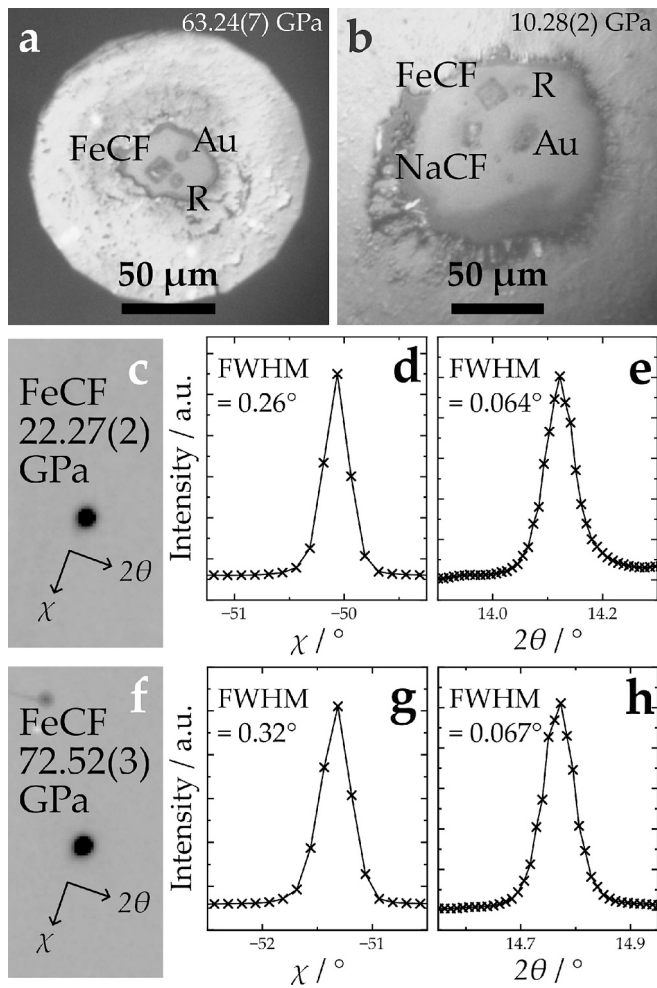 a
63.24(7) GPa
FeCF
Au
R
50 μm
b
10.28(2) GPa
FeCF
R
Au
NaCF
50 μm
c
FeCF
22.27(2)
GPa
2θ
χ
d
FWHM
= 0.26°
Intensity / a.u.
−51
−50
χ / °
e
FWHM
= 0.064°
14.0
14.2
2θ / °
f
FeCF
72.52(3)
GPa
2θ
χ
g
FWHM
= 0.32°
Intensity / a.u.
−52
−51
χ / °
h
FWHM
= 0.067°
14.7
14.9
2θ / °